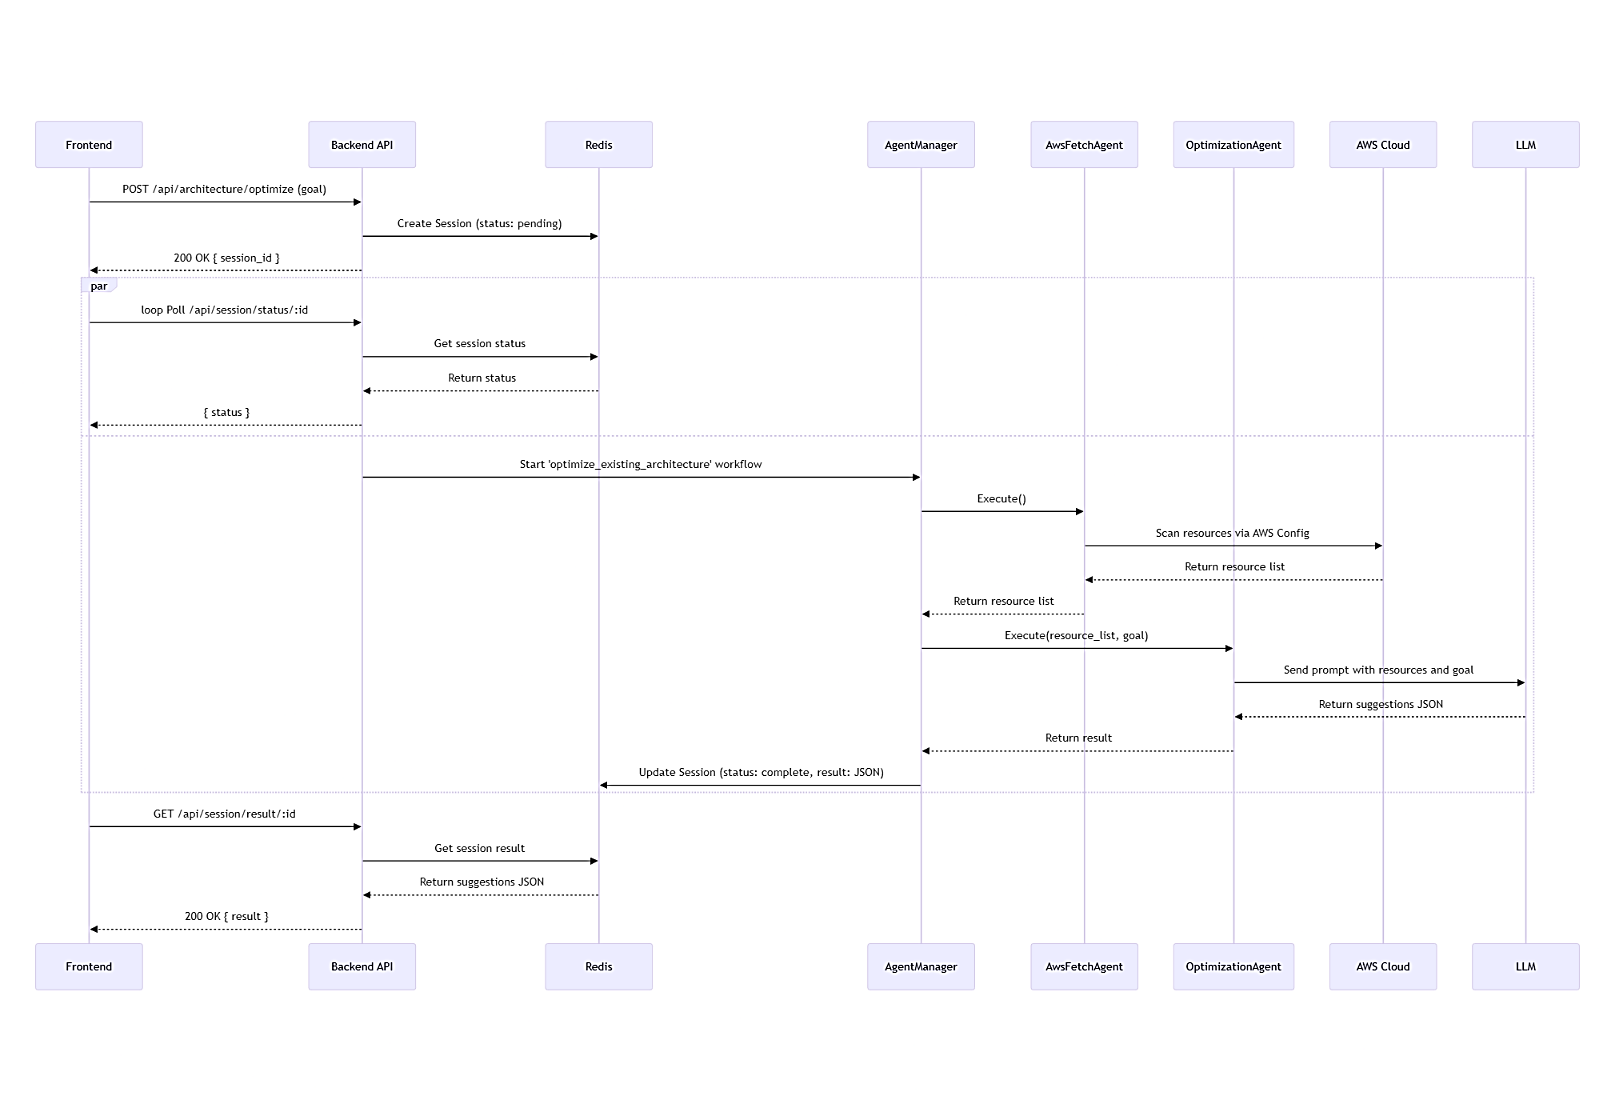 Frontend
Backend API
Redis
AgentManager
AwsFetchAgent
OptimizationAgent
AWS Cloud
LLM
POST /api/architecture/optimize (goal)
Create Session (status: pending)
200 OK { session_id }
par
loop Poll /api/session/status/:id
Get session status
Return status
{ status }
Start 'optimize_existing_architecture' workflow
Execute()
Scan resources via AWS Config
Return resource list
Return resource list
Execute(resource_list, goal)
Send prompt with resources and goal
Return suggestions JSON
Return result
Update Session (status: complete, result: JSON)
GET /api/session/result/:id
Get session result
Return suggestions JSON
200 OK { result }
Frontend
Backend API
Redis
AgentManager
AwsFetchAgent
OptimizationAgent
AWS Cloud
LLM